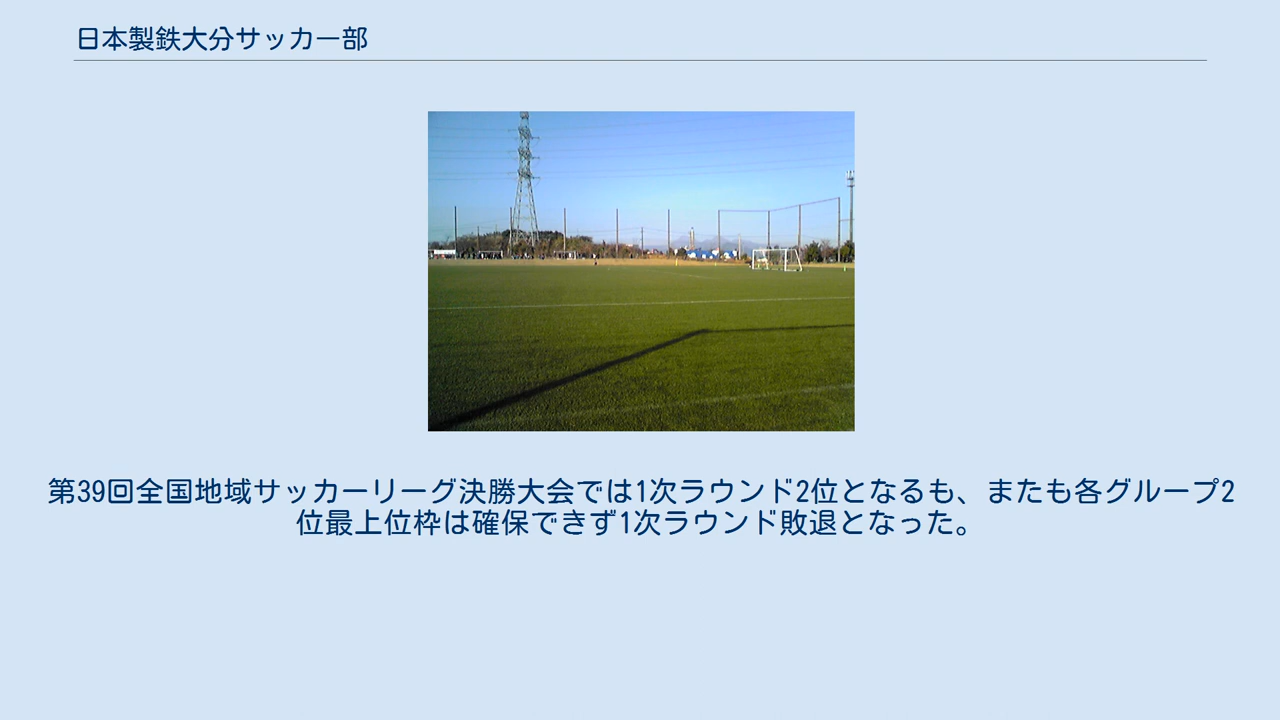 日本製鉄大分サッカー部
第39回全国地域サッカーリーグ決勝大会では1次ラウンド2位となるも、またも各グループ2
位最上位枠は確保できず1次ラウンド敗退となった。